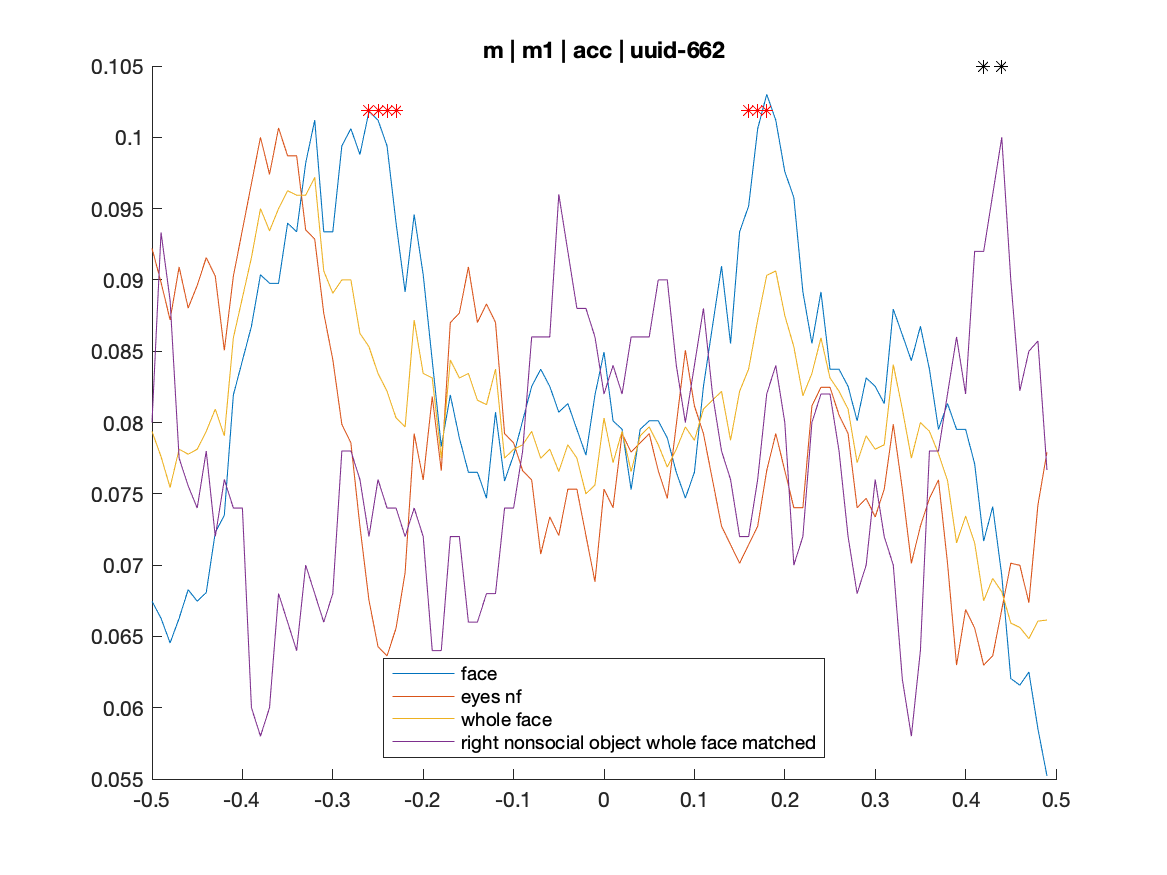 m | m1 | acc | uuid-662
0.105
0.1
0.095
0.09
0.085
0.08
0.075
0.07
0.065
0.06
0.055
face
eyes nf
whole face
right nonsocial object whole face matched
-0.5 -0.4 -0.3 -0.2 -0.1 0 0.1 0.2 0.3 0.4 0.5